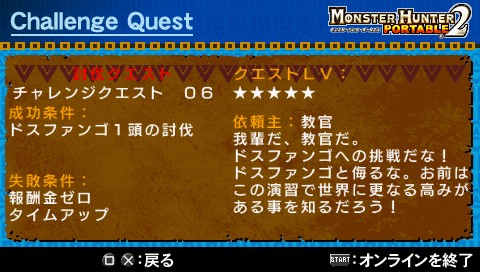 Challenge Quest
MONSTER HUNTER
PORTABLE 2
討伐クエスト
チャレンジクエスト　０６
成功条件：
ドスファンゴ１頭の討伐
失敗条件：
報酬金ゼロ
タイムアップ
クエストＬＶ：
★★★★★
依頼主：教官
我輩だ、教官だ。
ドスファンゴへの挑戦だな！
ドスファンゴと侮るな。お前は
この演習で世界に更なる高みが
ある事を知るだろう！
□×:戻る
START:オンラインを終了